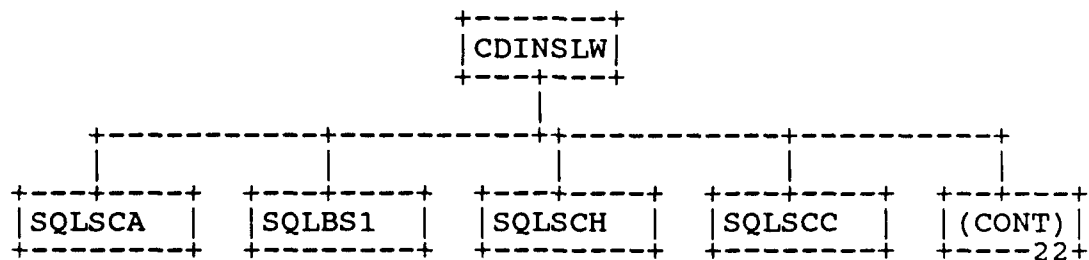 CDINSLW
SQLSCA SQLBS1 SQLSCH SQLSCC (CONT)
22